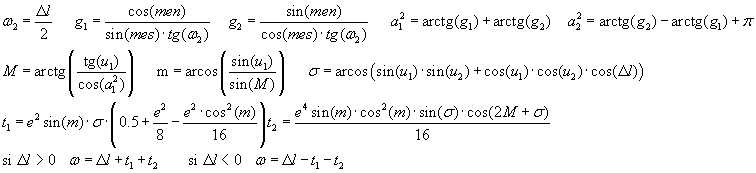 ϖ₂ = Δl/2   g₁ = cos(men)/(sin(mes)·tg(ϖ₂))   g₂ = sin(men)/(cos(mes)·tg(ϖ₂))   a₁² = arctg(g₁) + arctg(g₂)   a₂² = arctg(g₂) − arctg(g₁) + π
M = arctg(tg(u₁)/cos(a₁²))   m = arcos(sin(u₁)/sin(M))   σ = arcos(sin(u₁)·sin(u₂) + cos(u₁)·cos(u₂)·cos(Δl))
t₁ = e² sin(m)·σ·(0.5 + e²/8 − e²·cos²(m)/16) t₂ = e⁴ sin(m)·cos²(m)·sin(σ)·cos(2M + σ)/16
si Δl > 0   ϖ = Δl + t₁ + t₂   si Δl < 0   ϖ = Δl − t₁ − t₂